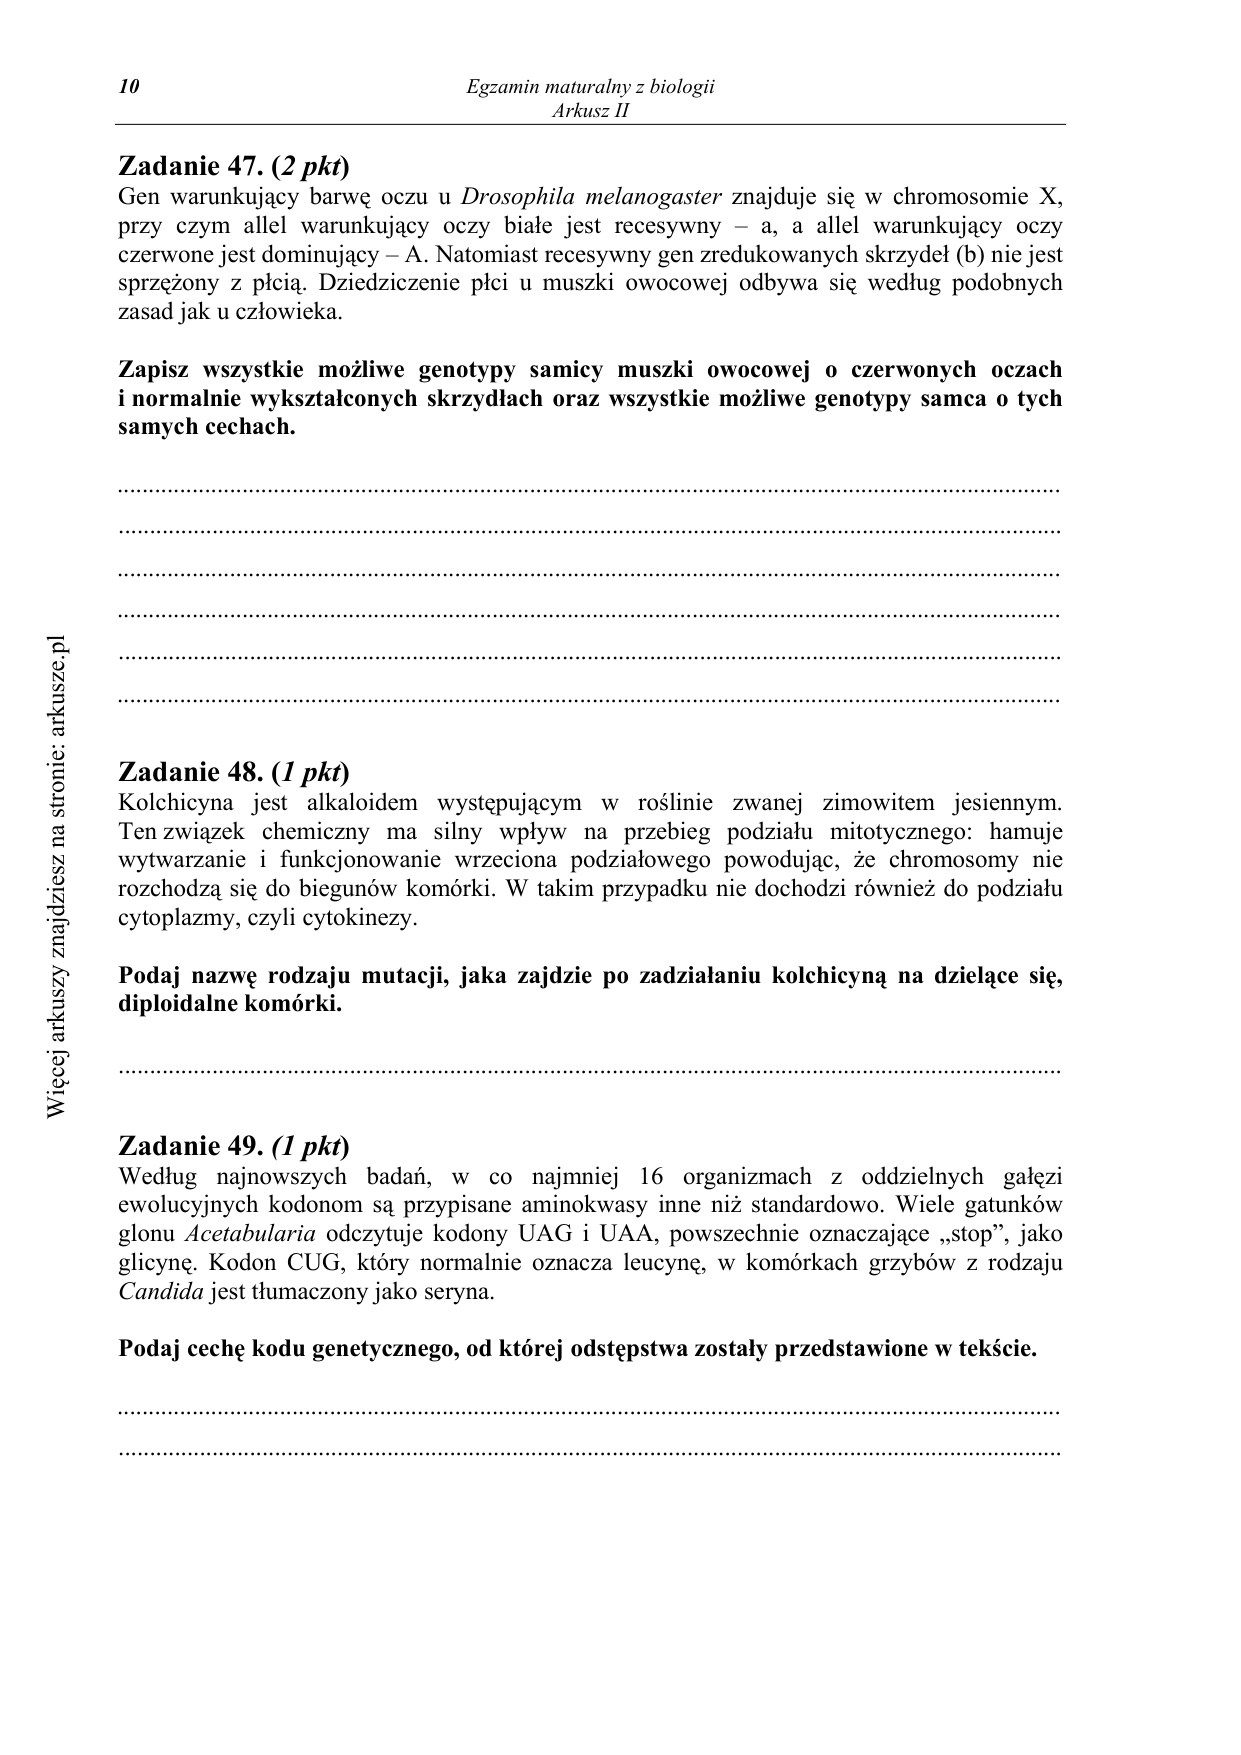 10
Egzamin maturalny z biologii
Arkusz II
Zadanie 47. (2 pkt)
Gen warunkujący barwę oczu u Drosophila melanogaster znajduje się w chromosomie X,
przy czym allel warunkujący oczy białe jest recesywny – a, a allel warunkujący oczy
czerwone jest dominujący – A. Natomiast recesywny gen zredukowanych skrzydeł (b) nie jest
sprzężony z płcią. Dziedziczenie płci u muszki owocowej odbywa się według podobnych
zasad jak u człowieka.
Zapisz wszystkie możliwe genotypy samicy muszki owocowej o czerwonych oczach
i normalnie wykształconych skrzydłach oraz wszystkie możliwe genotypy samca o tych
samych cechach.
Zadanie 48. (1 pkt)
Kolchicyna jest alkaloidem występującym w roślinie zwanej zimowitem jesiennym.
Ten związek chemiczny ma silny wpływ na przebieg podziału mitotycznego: hamuje
wytwarzanie i funkcjonowanie wrzeciona podziałowego powodując, że chromosomy nie
rozchodzą się do biegunów komórki. W takim przypadku nie dochodzi również do podziału
cytoplazmy, czyli cytokinezy.
Podaj nazwę rodzaju mutacji, jaka zajdzie po zadziałaniu kolchicyną na dzielące się,
diploidalne komórki.
Zadanie 49. (1 pkt)
Według najnowszych badań, w co najmniej 16 organizmach z oddzielnych gałęzi
ewolucyjnych kodonom są przypisane aminokwasy inne niż standardowo. Wiele gatunków
glonu Acetabularia odczytuje kodony UAG i UAA, powszechnie oznaczające „stop”, jako
glicynę. Kodon CUG, który normalnie oznacza leucynę, w komórkach grzybów z rodzaju
Candida jest tłumaczony jako seryna.
Podaj cechę kodu genetycznego, od której odstępstwa zostały przedstawione w tekście.
Więcej arkuszy znajdziesz na stronie: arkusze.pl